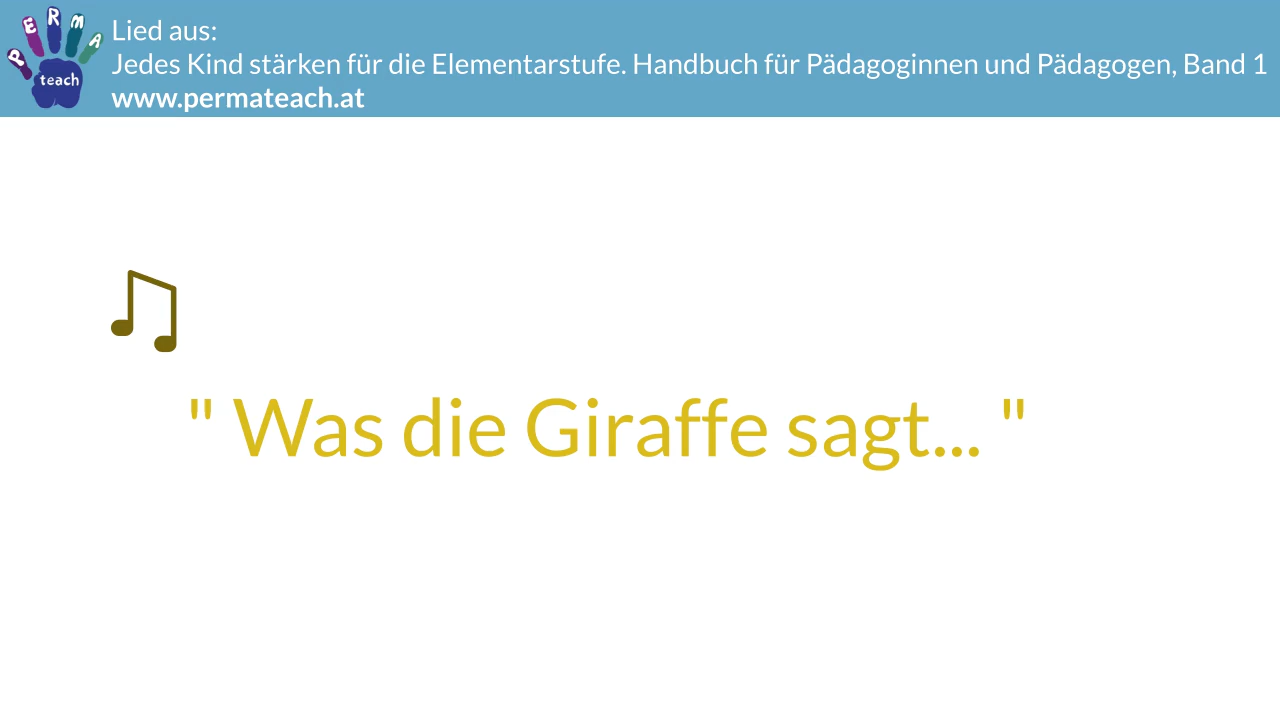 PERMA
teach
Lied aus:
Jedes Kind stärken für die Elementarstufe. Handbuch für Pädagoginnen und Pädagogen, Band 1
www.permateach.at
" Was die Giraffe sagt... "